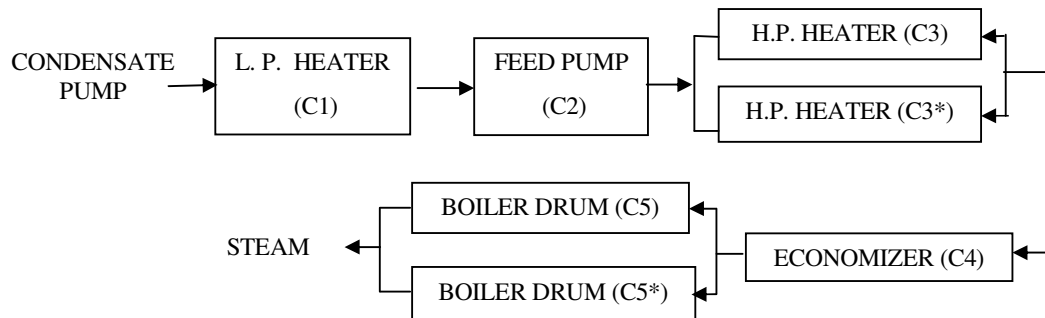 CONDENSATE
PUMP
L. P. HEATER
(C1)
FEED PUMP
(C2)
H.P. HEATER (C3)
H.P. HEATER (C3*)
BOILER DRUM (C5)
STEAM
BOILER DRUM (C5*)
ECONOMIZER (C4)